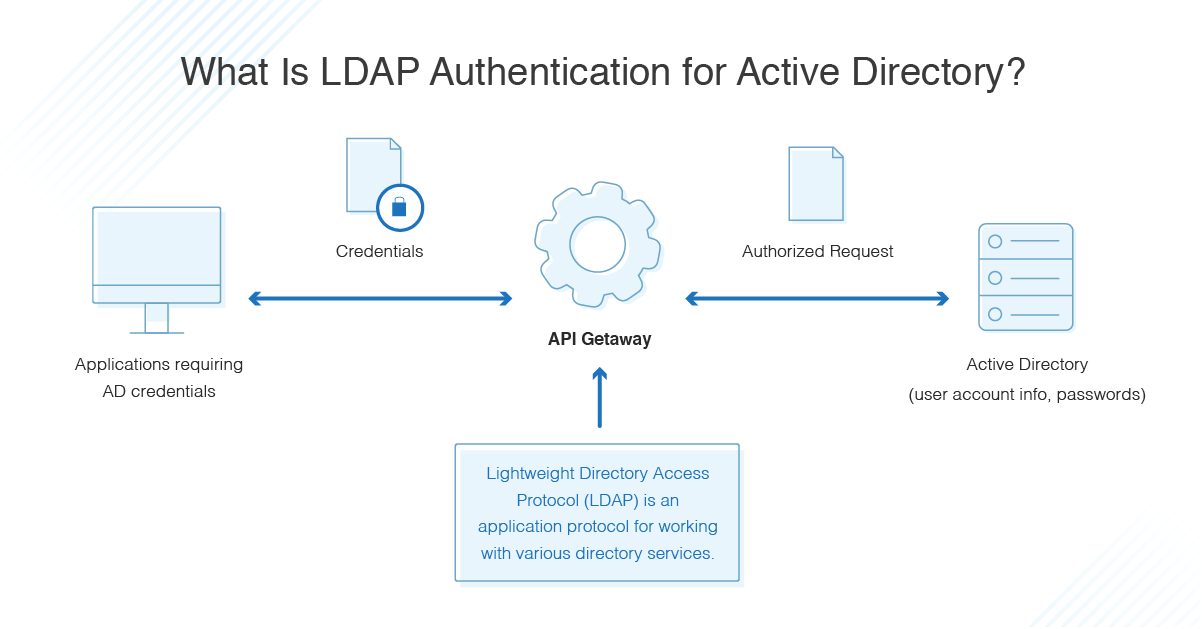 What Is LDAP Authentication for Active Directory?
Credentials
Authorized Request
API Getaway
Applications requiring
AD credentials
Active Directory
(user account info, passwords)
Lightweight Directory Access
Protocol (LDAP) is an
application protocol for working
with various directory services.